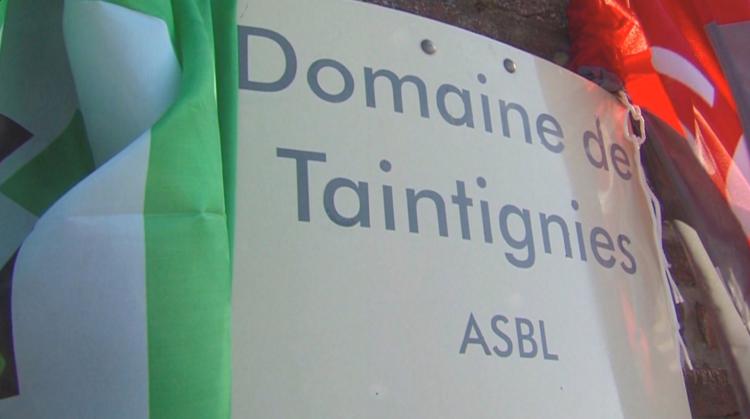 Domaine de
Taintignies
ASBL